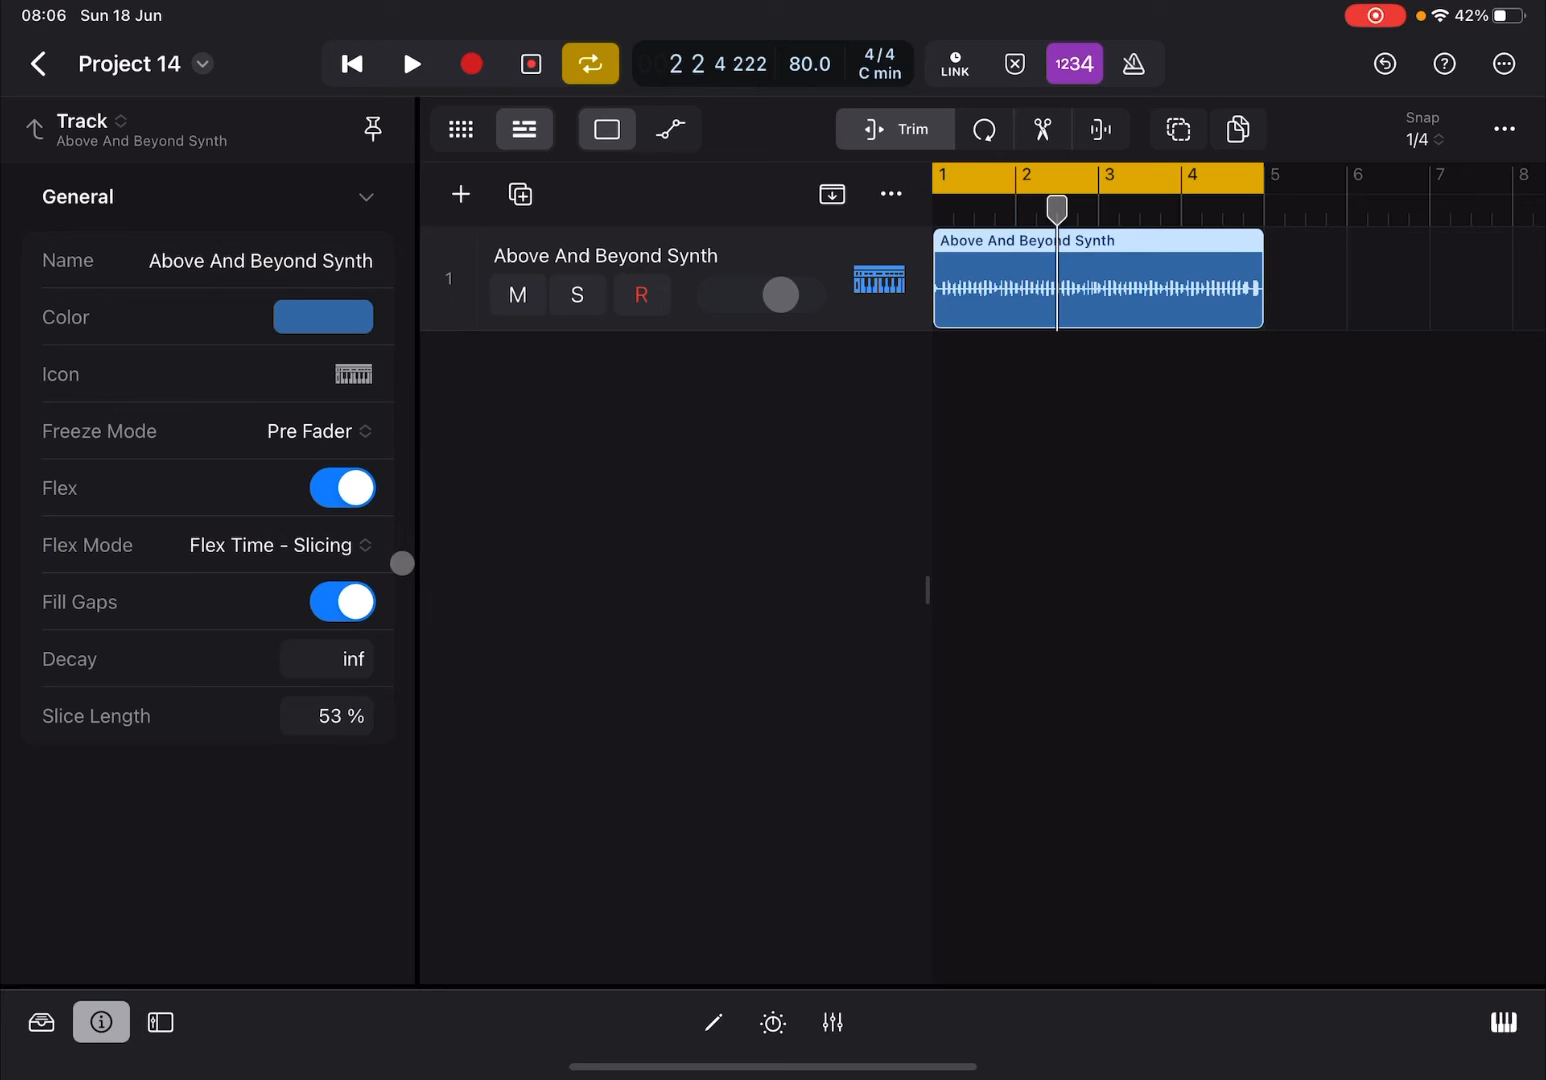 08:06 Sun 18 Jun
42%
Project 14
2 2 4 222
80.0
4/4
C min
LINK
1234
Track
Above And Beyond Synth
Trim
Snap
1/4
General
1 2 3 4 5 6 7 8
Above And Beyond Synth
1
Above And Beyond Synth
M S R
Name Above And Beyond Synth
Color
Icon
Freeze Mode Pre Fader
Flex
Flex Mode Flex Time - Slicing
Fill Gaps
Decay inf
Slice Length 53 %